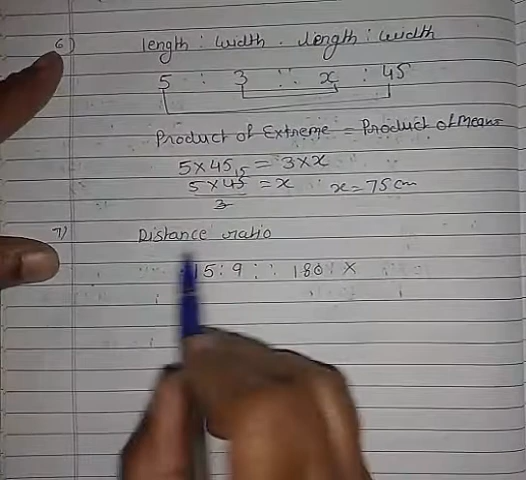 6) length : width . length : width
5 : 3 :: x : 45
Product of Extreme = Product of Means
5×45 = 3×x
5×45/3 = x x = 75 cm
7) Distance ratio
15 : 9 :: 180 : x